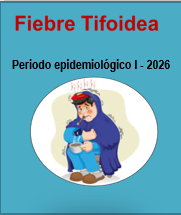 Fiebre Tifoidea
Periodo epidemiológico I - 2026